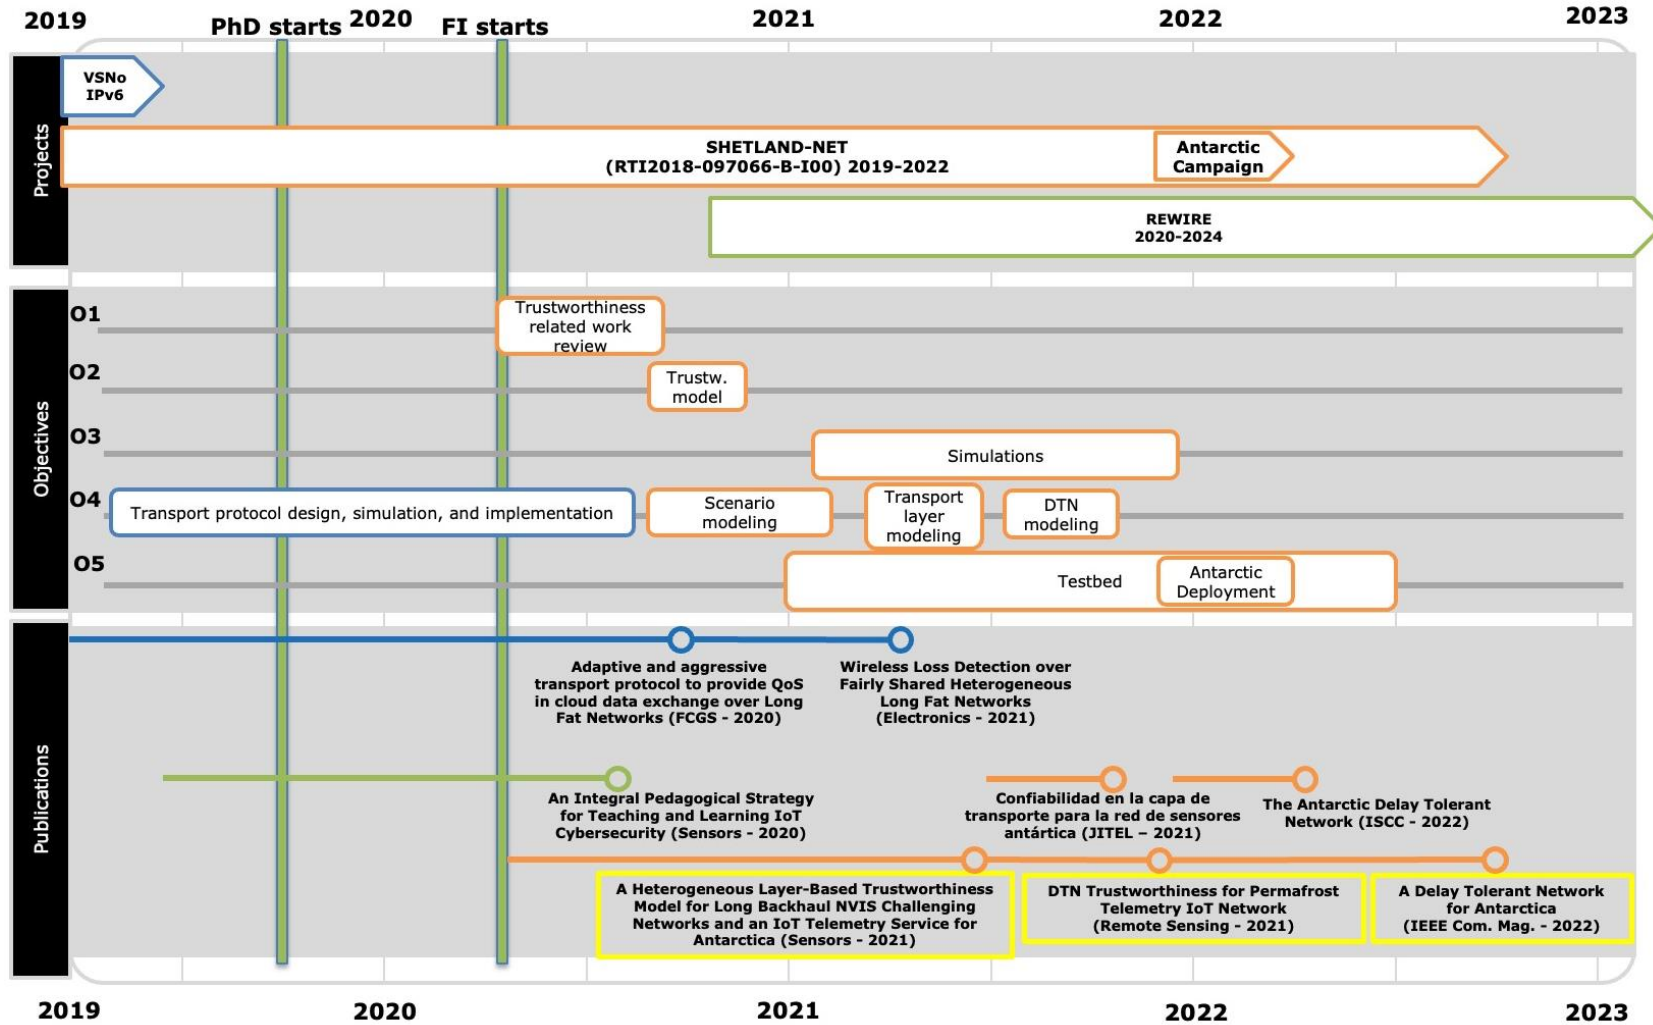 2019
PhD starts
2020
FI starts
2021
2022
2023
Projects
VSNo
IPv6
SHETLAND-NET
(RTI2018-097066-B-I00) 2019-2022
Antarctic
Campaign
REWIRE
2020-2024
Objectives
O1
Trustworthiness
related work
review
O2
Trustw.
model
O3
Simulations
O4
Transport protocol design, simulation, and implementation
Scenario
modeling
Transport
layer
modeling
DTN
modeling
O5
Testbed
Antarctic
Deployment
Publications
Adaptive and aggressive
transport protocol to provide QoS
in cloud data exchange over Long
Fat Networks (FCGS - 2020)
Wireless Loss Detection over
Fairly Shared Heterogeneous
Long Fat Networks
(Electronics - 2021)
An Integral Pedagogical Strategy
for Teaching and Learning IoT
Cybersecurity (Sensors - 2020)
Confiabilidad en la capa de
transporte para la red de sensores
antártica (JITEL – 2021)
The Antarctic Delay Tolerant
Network (ISCC - 2022)
A Heterogeneous Layer-Based Trustworthiness
Model for Long Backhaul NVIS Challenging
Networks and an IoT Telemetry Service for
Antarctica (Sensors - 2021)
DTN Trustworthiness for Permafrost
Telemetry IoT Network
(Remote Sensing - 2021)
A Delay Tolerant Network
for Antarctica
(IEEE Com. Mag. - 2022)
2019
2020
2021
2022
2023